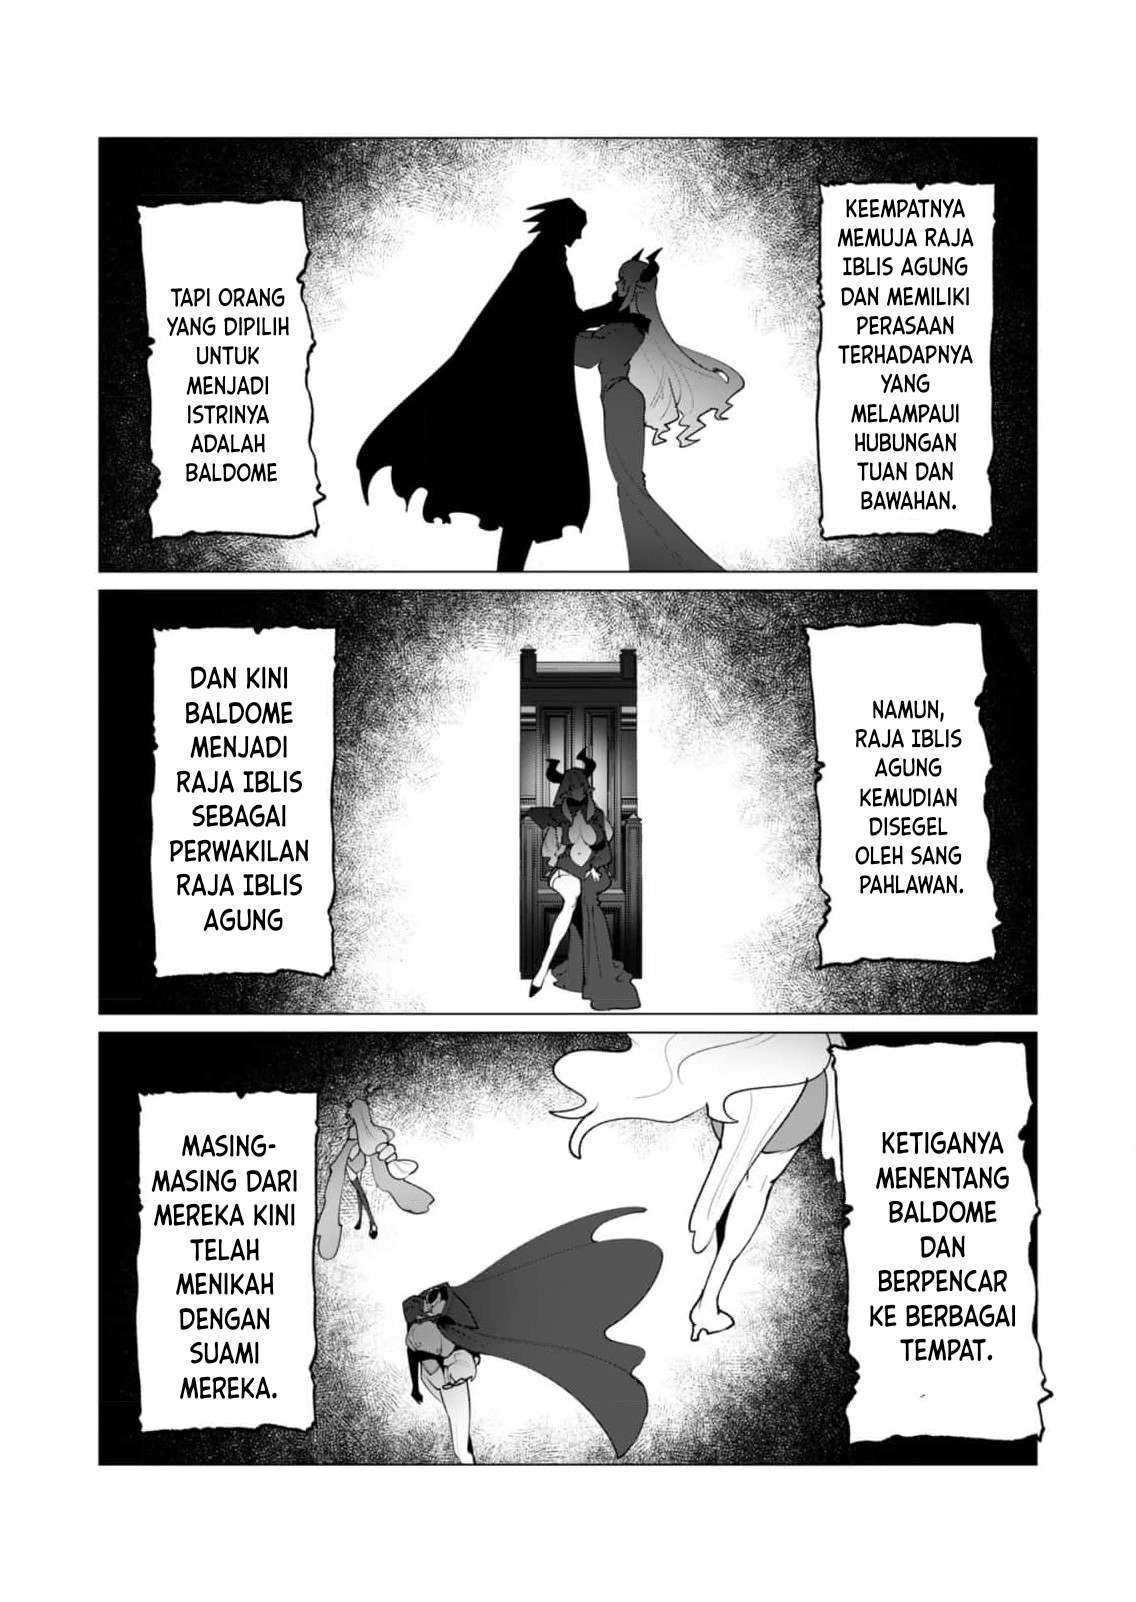 KEEMPATNYA
MEMUJA RAJA
IBLIS AGUNG
DAN MEMILIKI
PERASAAN
TERHADAPNYA
YANG
MELAMPAUI
HUBUNGAN
TUAN DAN
BAWAHAN.
TAPI ORANG
YANG DIPILIH
UNTUK
MENJADI
ISTRINYA
ADALAH
BALDOME
NAMUN,
RAJA IBLIS
AGUNG
KEMUDIAN
DISEGEL
OLEH SANG
PAHLAWAN.
DAN KINI
BALDOME
MENJADI
RAJA IBLIS
SEBAGAI
PERWAKILAN
RAJA IBLIS
AGUNG
KETIGANYA
MENENTANG
BALDOME
DAN
BERPENCAR
KE BERBAGAI
TEMPAT.
MASING-
MASING DARI
MEREKA KINI
TELAH
MENIKAH
DENGAN
SUAMI
MEREKA.